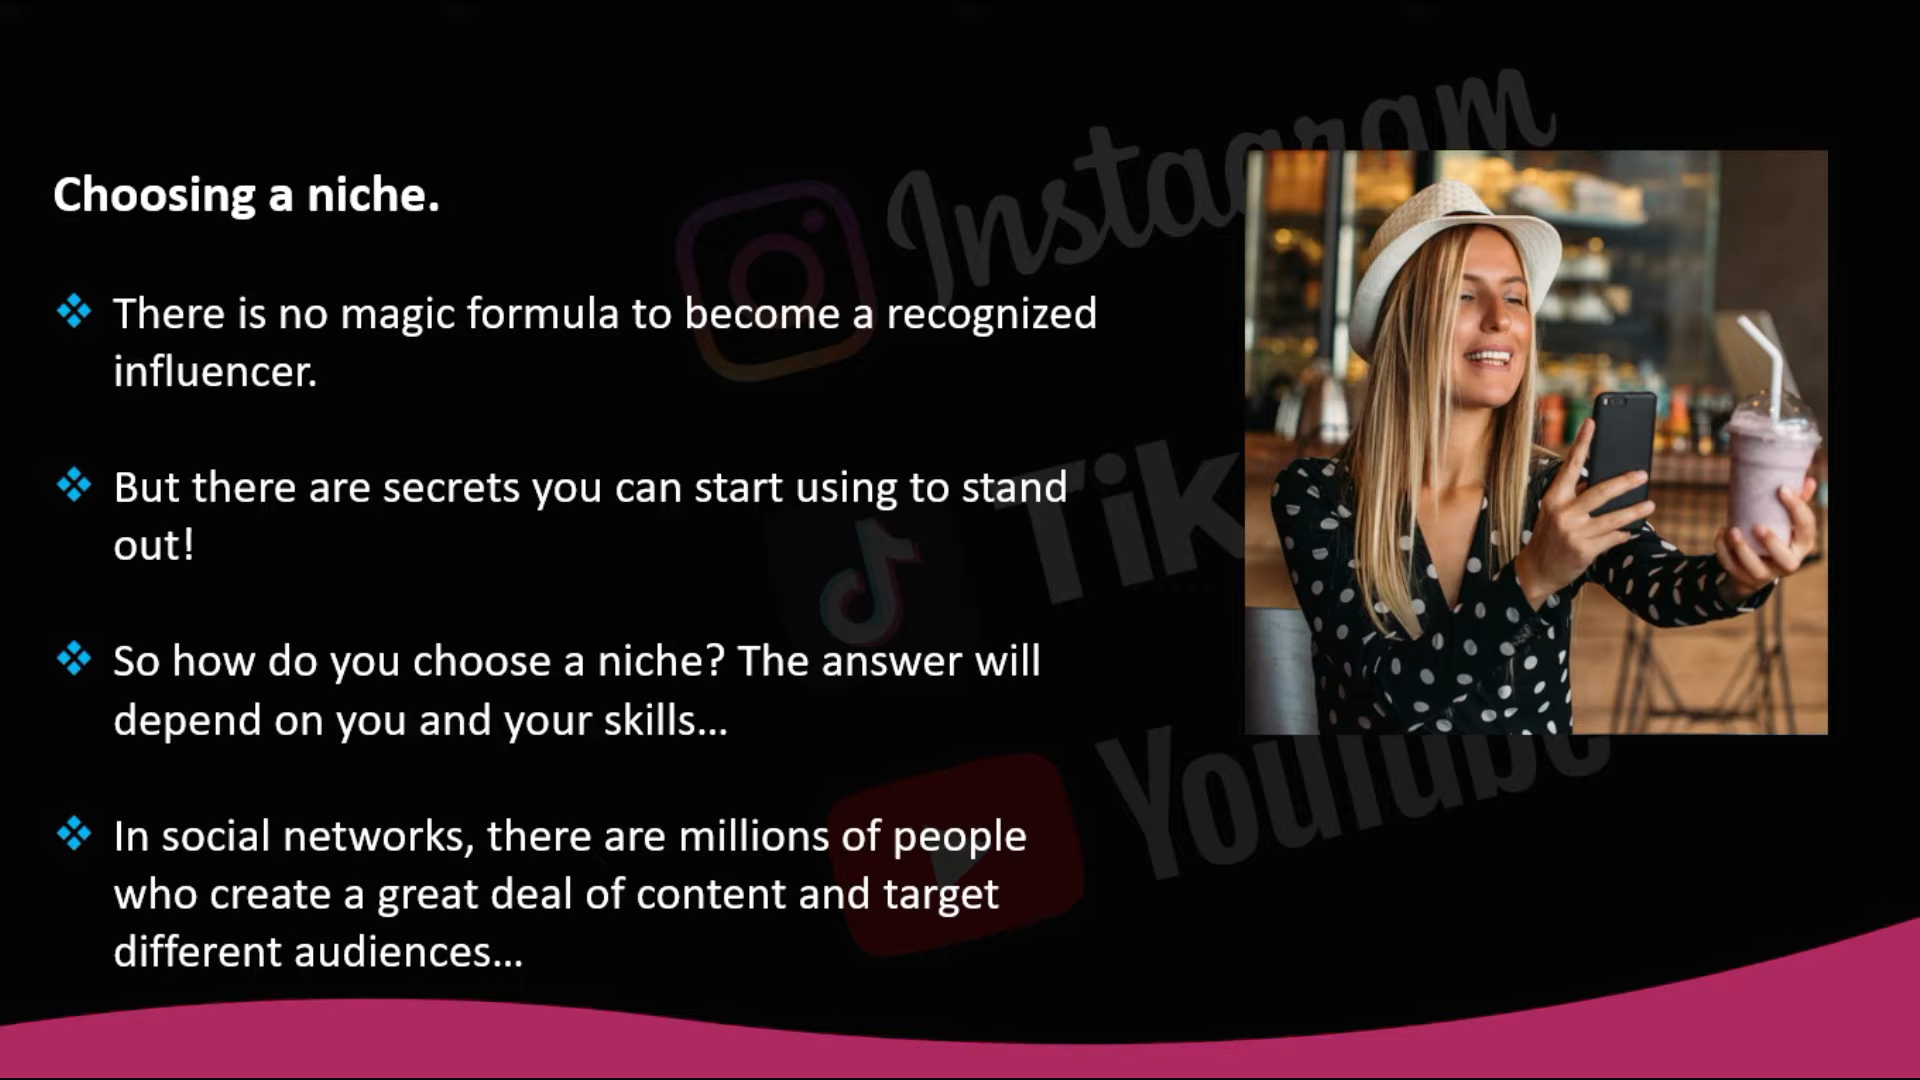 Choosing a niche.
There is no magic formula to become a recognized
influencer.
But there are secrets you can start using to stand
out!
So how do you choose a niche? The answer will
depend on you and your skills...
In social networks, there are millions of people
who create a great deal of content and target
different audiences...
Instagram
Tik
YouTube